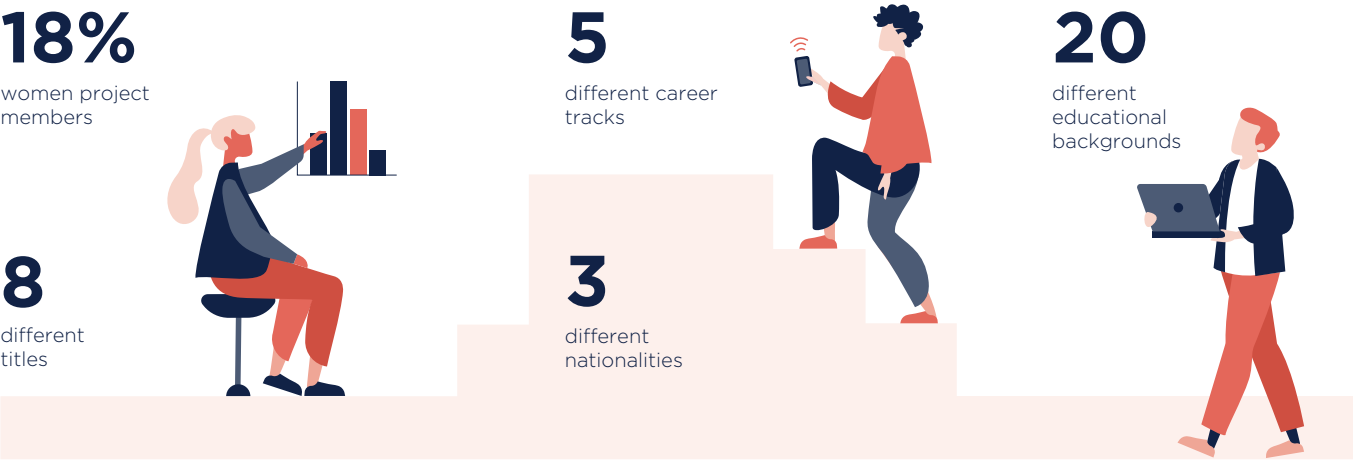 18%
women project
members
8
different
titles
5
different career
tracks
3
different
nationalities
20
different
educational
backgrounds